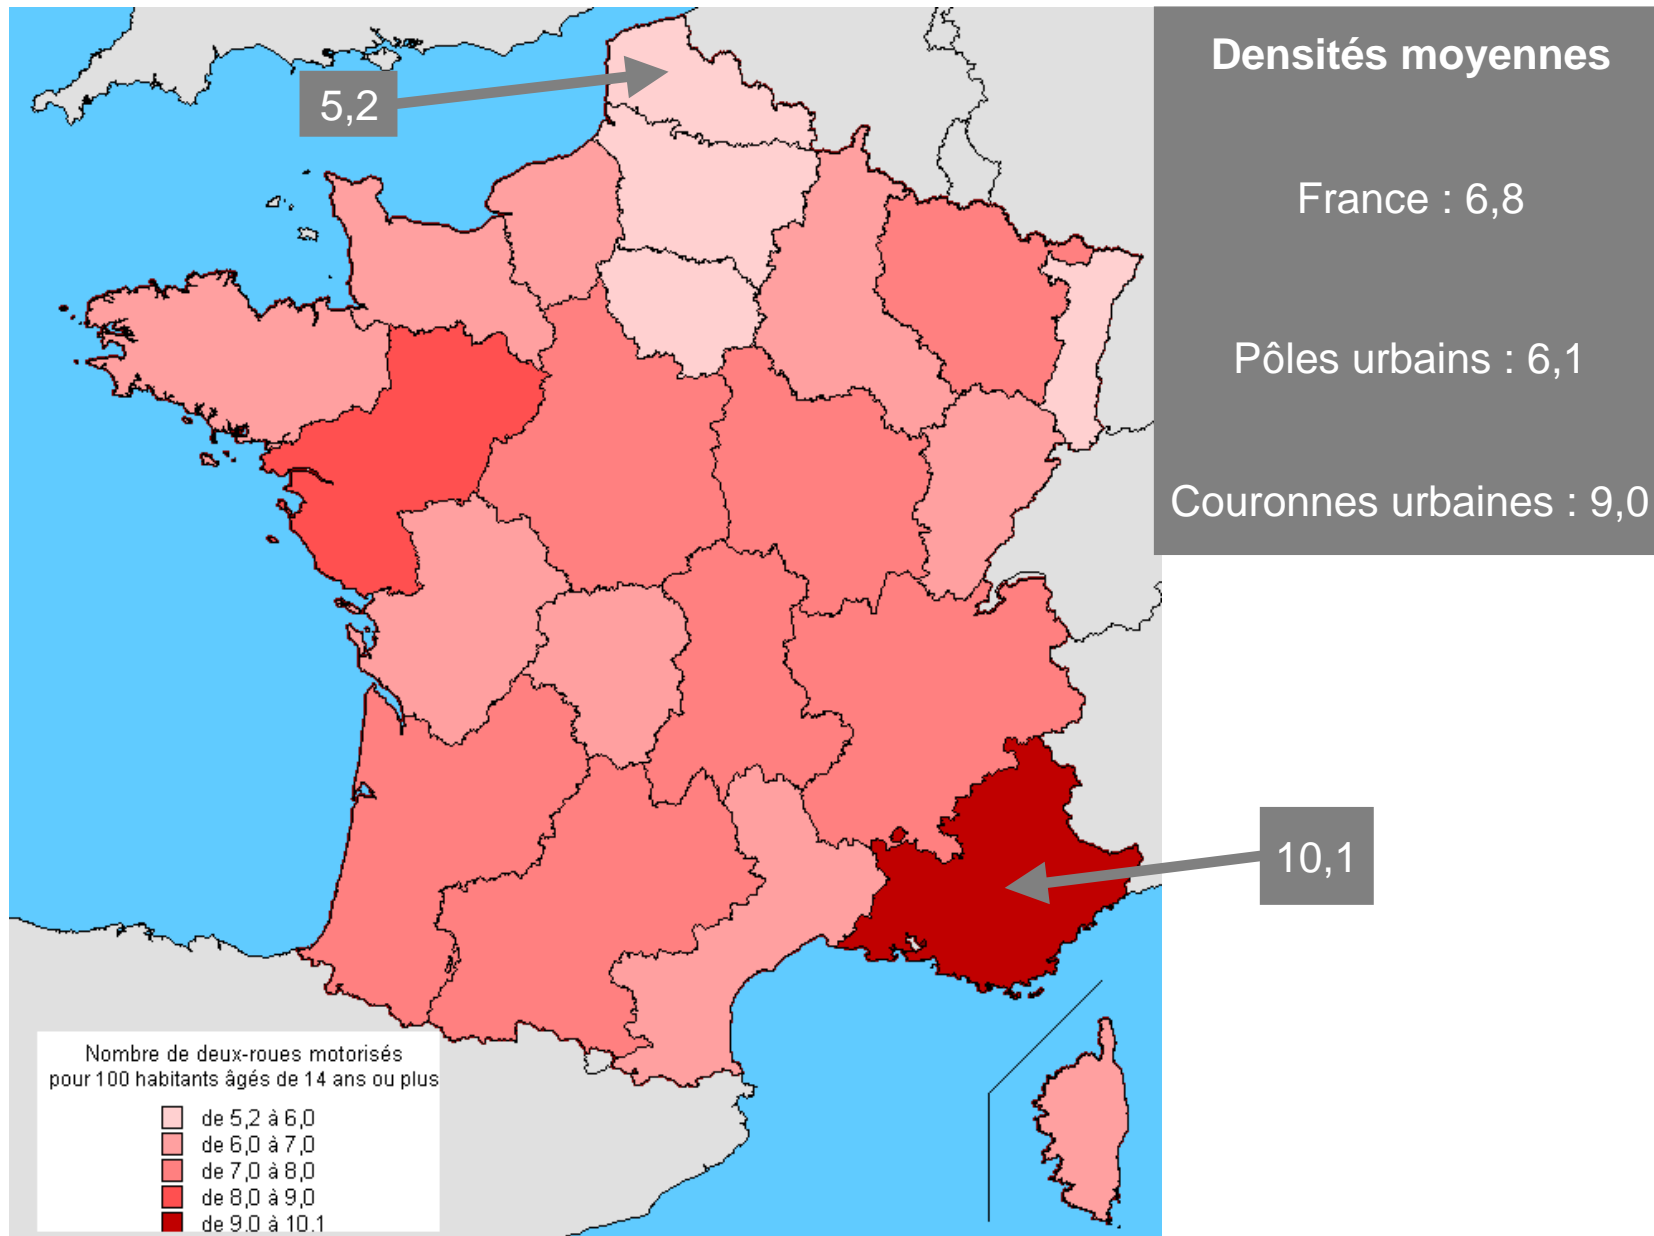 Densités moyennes
5,2
France : 6,8
Pôles urbains : 6,1
Couronnes urbaines : 9,0
10,1
Nombre de deux-roues motorisés
pour 100 habitants âgés de 14 ans ou plus
de 5,2 à 6,0
de 6,0 à 7,0
de 7,0 à 8,0
de 8,0 à 9,0
de 9,0 à 10,1